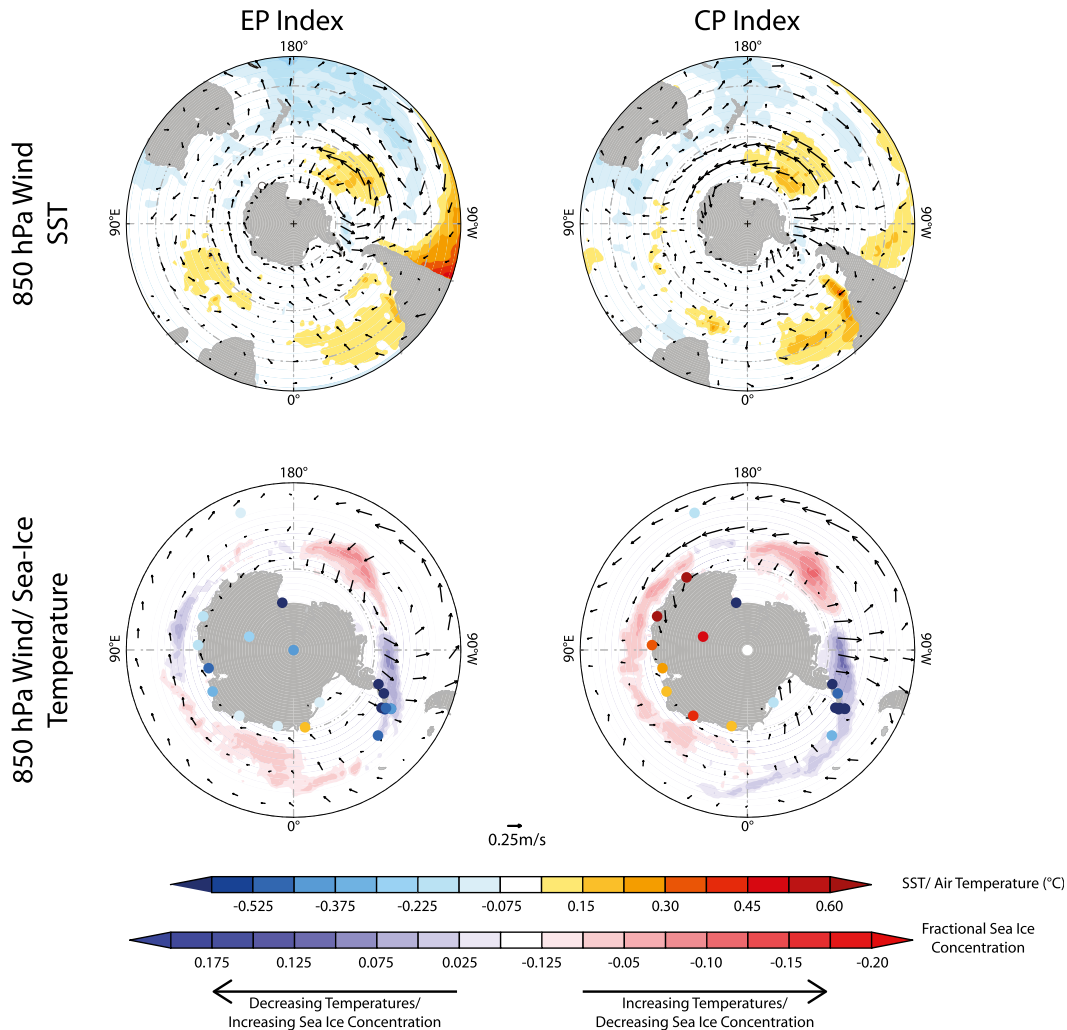 EP Index
CP Index
180°
180°
850 hPa Wind
SST
90°E
90°W
90°E
90°W
0°
0°
180°
180°
850 hPa Wind/ Sea-Ice
Temperature
90°E
90°W
90°E
90°W
0°
0°
0.25m/s
SST/ Air Temperature (°C)
-0.525 -0.375 -0.225 -0.075 0.15 0.30 0.45 0.60
Fractional Sea Ice
Concentration
0.175 0.125 0.075 0.025 -0.125 -0.05 -0.10 -0.15 -0.20
Decreasing Temperatures/
Increasing Sea Ice Concentration
Increasing Temperatures/
Decreasing Sea Ice Concentration